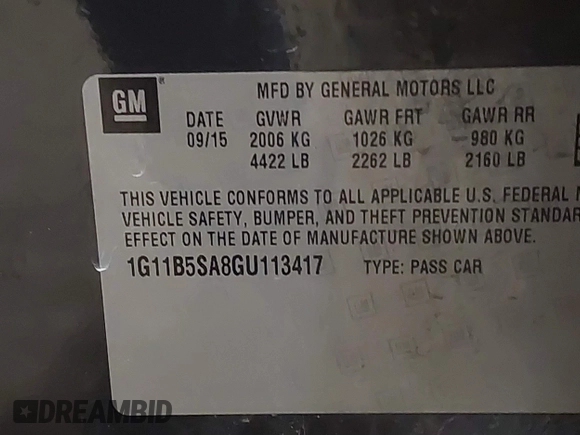 GM
MFD BY GENERAL MOTORS LLC
DATE GVWR GAWR FRT GAWR RR
09/15 2006 KG 1026 KG 980 KG
4422 LB 2262 LB 2160 LB
THIS VEHICLE CONFORMS TO ALL APPLICABLE U.S. FEDERAL
VEHICLE SAFETY, BUMPER, AND THEFT PREVENTION STANDAR
EFFECT ON THE DATE OF MANUFACTURE SHOWN ABOVE.
1G11B5SA8GU113417 TYPE: PASS CAR
DREAMBID